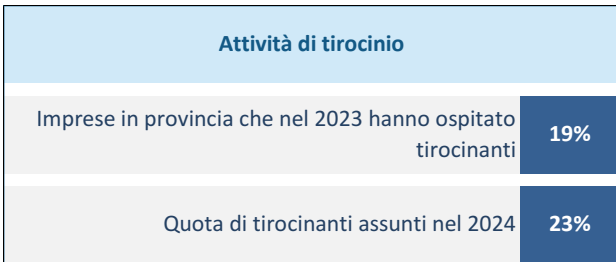 Attività di tirocinio
Imprese in provincia che nel 2023 hanno ospitato
tirocinanti
19%
Quota di tirocinanti assunti nel 2024
23%